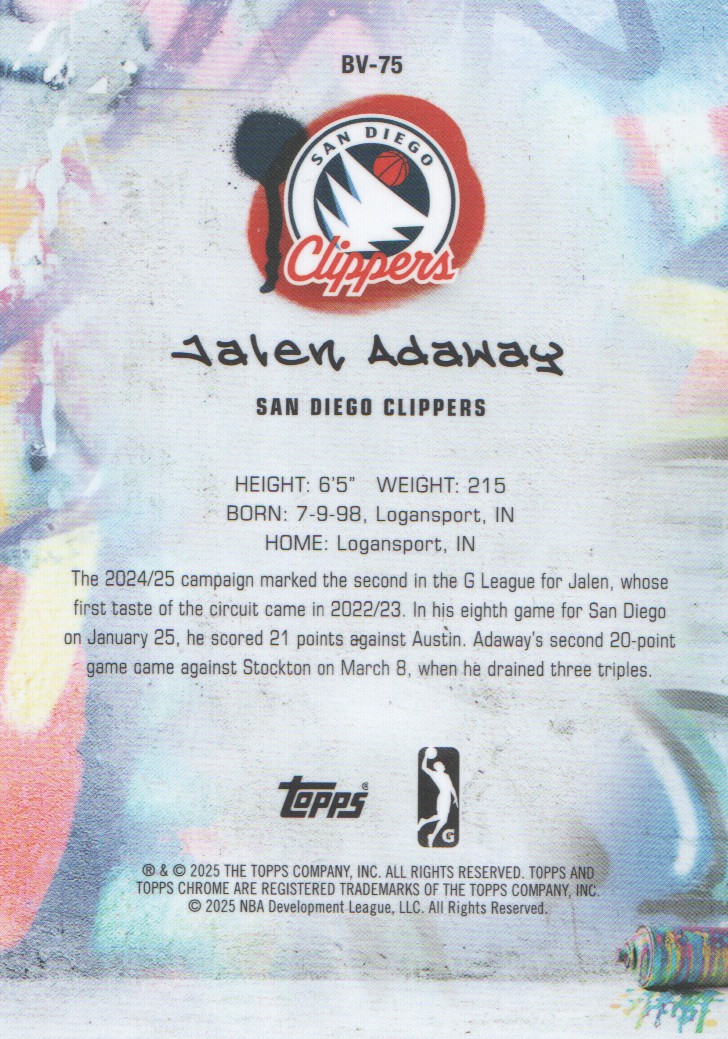 BV-75
SAN DIEGO
Clippers
Jalen Adaway
SAN DIEGO CLIPPERS
HEIGHT: 6'5" WEIGHT: 215
BORN: 7-9-98, Logansport, IN
HOME: Logansport, IN
The 2024/25 campaign marked the second in the G League for Jalen, whose
first taste of the circuit came in 2022/23. In his eighth game for San Diego
on January 25, he scored 21 points against Austin. Adaway's second 20-point
game came against Stockton on March 8, when he drained three triples.
Topps®
G
® & © 2025 THE TOPPS COMPANY, INC. ALL RIGHTS RESERVED. TOPPS AND
TOPPS CHROME ARE REGISTERED TRADEMARKS OF THE TOPPS COMPANY, INC.
© 2025 NBA Development League, LLC. All Rights Reserved.